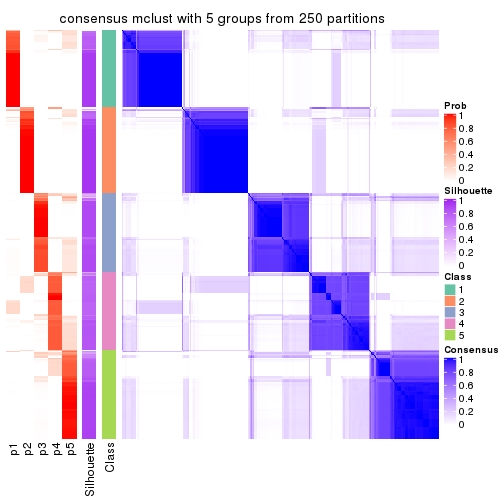 consensus mclust with 5 groups from 250 partitions
Prob
1
0.8
0.6
0.4
0.2
0
Silhouette
1
0.8
0.6
0.4
0.2
0
Class
1
2
3
4
5
Consensus
1
0.8
0.6
0.4
0.2
0
p1
p2
p3
p4
p5
Silhouette
Class